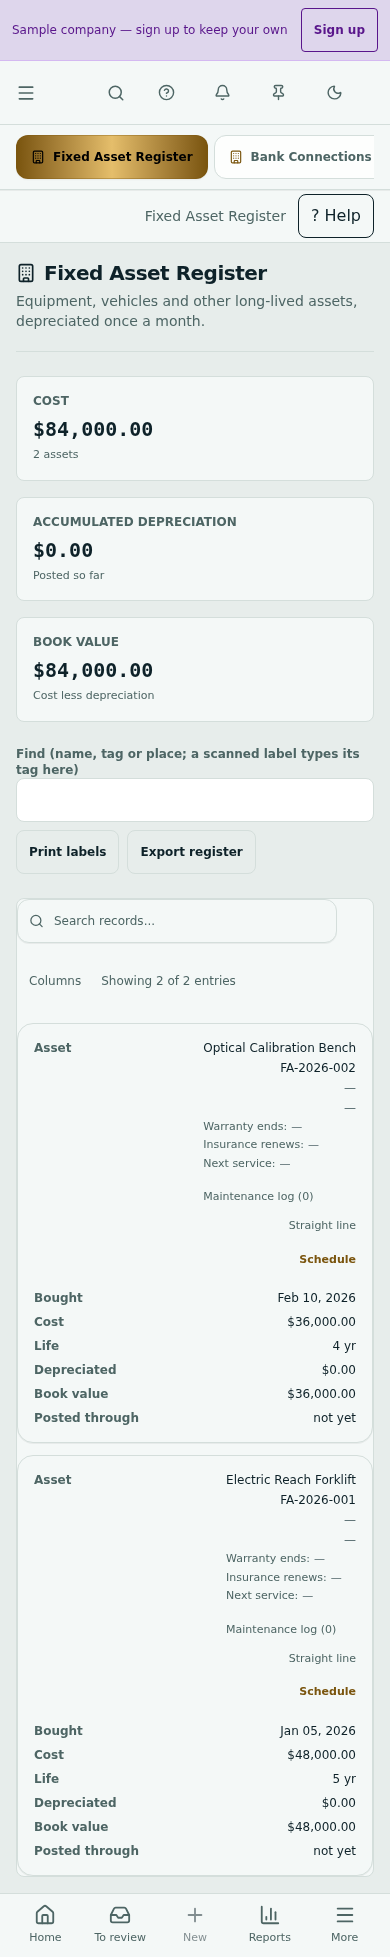 Sample company — sign up to keep your own
Sign up
Fixed Asset Register
Bank Connections
Fixed Asset Register
? Help
Fixed Asset Register
Equipment, vehicles and other long-lived assets,
depreciated once a month.
COST
$84,000.00
2 assets
ACCUMULATED DEPRECIATION
$0.00
Posted so far
BOOK VALUE
$84,000.00
Cost less depreciation
Find (name, tag or place; a scanned label types its
tag here)
Print labels
Export register
Search records...
Columns Showing 2 of 2 entries
Asset Optical Calibration Bench
FA-2026-002
—
—
Warranty ends: —
Insurance renews: —
Next service: —
Maintenance log (0)
Straight line
Schedule
Bought Feb 10, 2026
Cost $36,000.00
Life 4 yr
Depreciated $0.00
Book value $36,000.00
Posted through not yet
Asset Electric Reach Forklift
FA-2026-001
—
—
Warranty ends: —
Insurance renews: —
Next service: —
Maintenance log (0)
Straight line
Schedule
Bought Jan 05, 2026
Cost $48,000.00
Life 5 yr
Depreciated $0.00
Book value $48,000.00
Posted through not yet
Home To review New Reports More